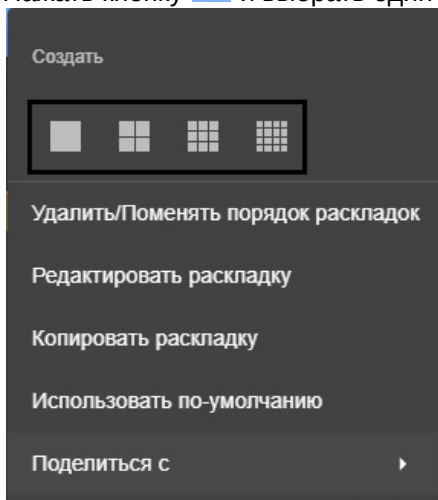 Создать
Удалить/Поменять порядок раскладок
Редактировать раскладку
Копировать раскладку
Использовать по-умолчанию
Поделиться с